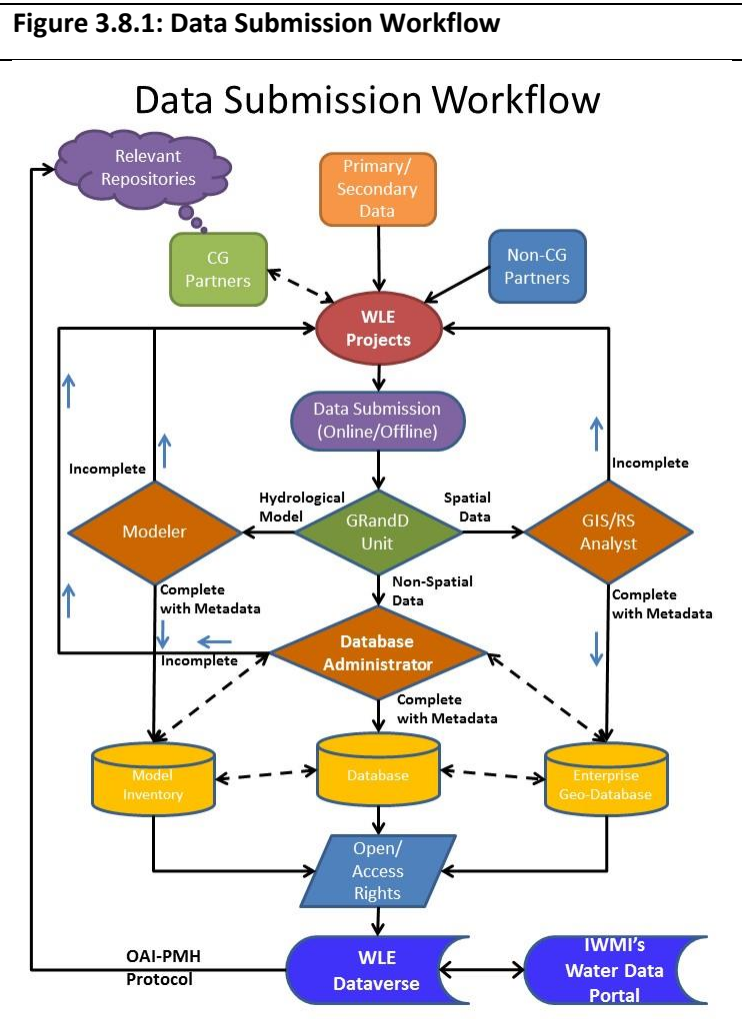 Figure 3.8.1: Data Submission Workflow
Data Submission Workflow
Relevant
Repositories
Primary/
Secondary
Data
CG
Partners
Non-CG
Partners
WLE
Projects
Data Submission
(Online/Offline)
Incomplete
Incomplete
Hydrological
Model
Spatial
Data
Modeler
GRandD
Unit
GIS/RS
Analyst
Non-Spatial
Data
Complete
with Metadata
Complete
with Metadata
Database
Administrator
Incomplete
Complete
with Metadata
Model
Inventory
Database
Enterprise
Geo-Database
Open/
Access
Rights
OAI-PMH
Protocol
WLE
Dataverse
IWMI's
Water Data
Portal